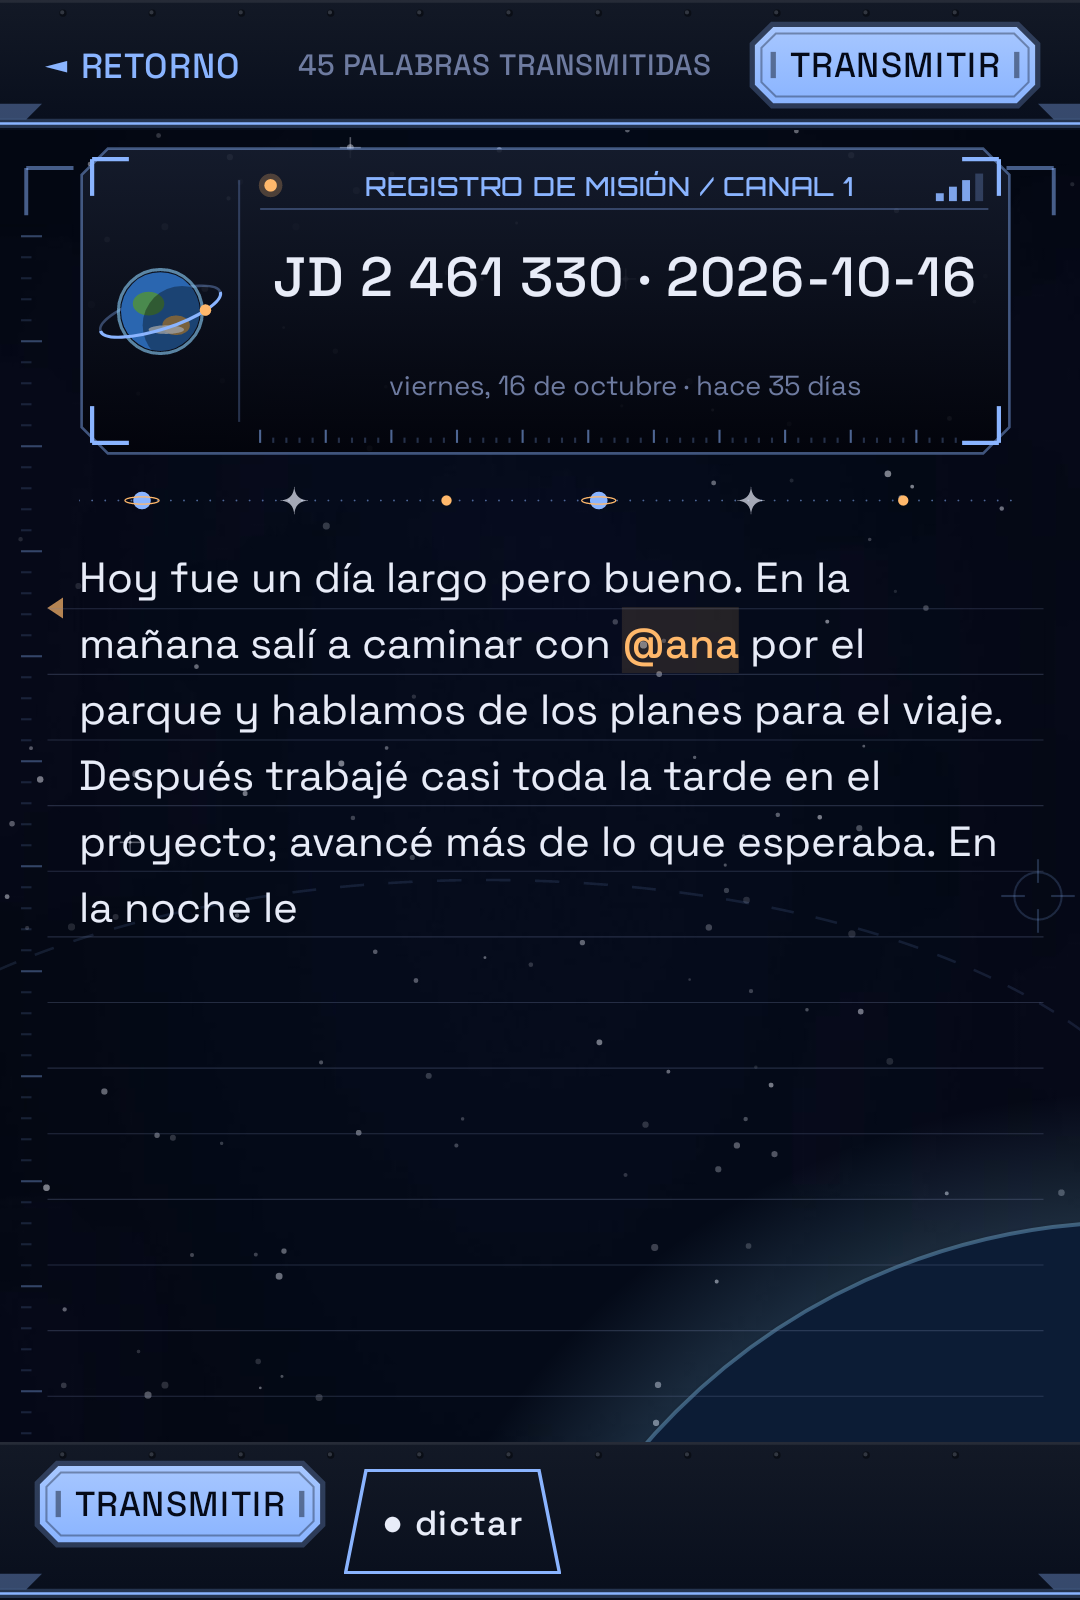 ◄ RETORNO
45 PALABRAS TRANSMITIDAS
TRANSMITIR
REGISTRO DE MISIÓN / CANAL 1
JD 2 461 330 · 2026-10-16
viernes, 16 de octubre · hace 35 días
Hoy fue un día largo pero bueno. En la
mañana salí a caminar con @ana por el
parque y hablamos de los planes para el viaje.
Después trabajé casi toda la tarde en el
proyecto; avancé más de lo que esperaba. En
la noche le
TRANSMITIR
● dictar